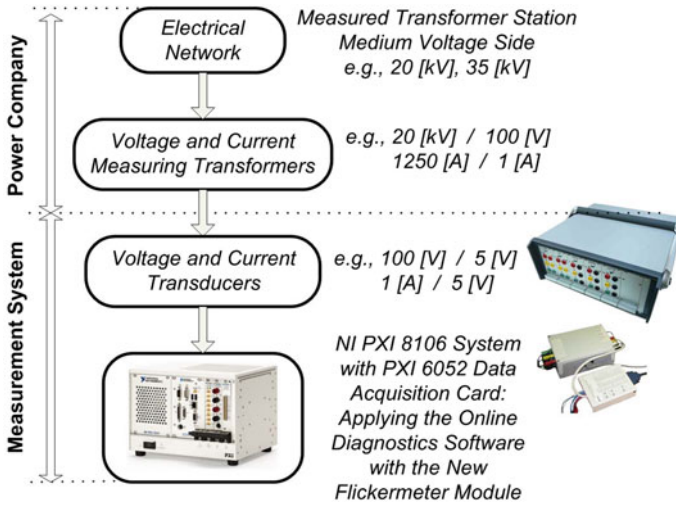 Power Company
Measurement System
Electrical
Network
Measured Transformer Station
Medium Voltage Side
e.g., 20 [kV], 35 [kV]
Voltage and Current
Measuring Transformers
e.g., 20 [kV] / 100 [V]
1250 [A] / 1 [A]
Voltage and Current
Transducers
e.g., 100 [V] / 5 [V]
1 [A] / 5 [V]
NI PXI 8106 System
with PXI 6052 Data
Acquisition Card:
Applying the Online
Diagnostics Software
with the New
Flickermeter Module
PXI